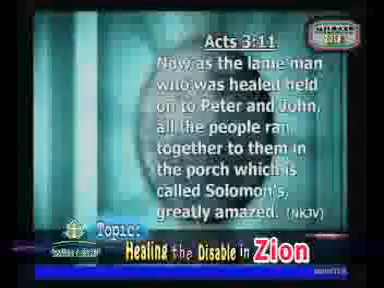 Acts 3:11
Now as the lame man
who was healed held
on to Peter and John,
all the people ran
together to them in
the porch which is
called Solomon's,
greatly amazed. (NKJV)
Topic:
Healing the Disable in Zion